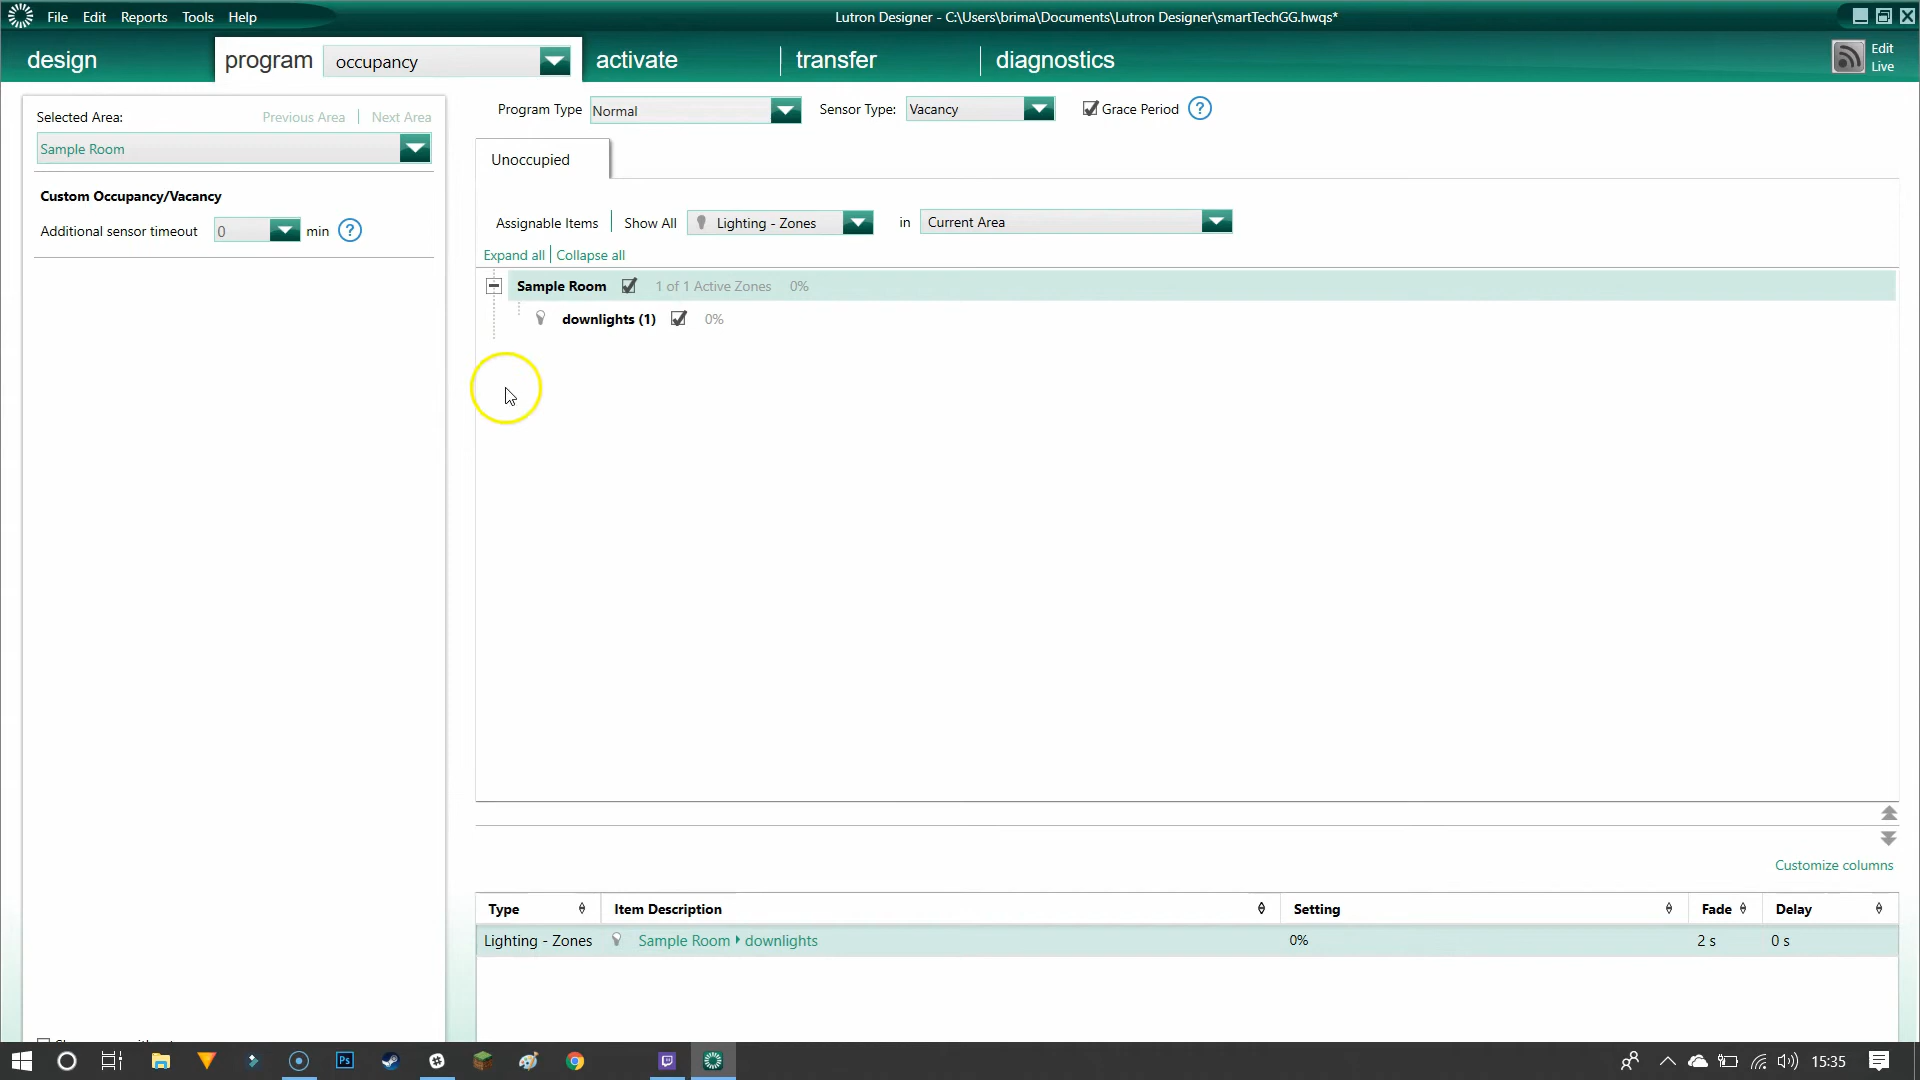 File Edit Reports Tools Help
Lutron Designer - C:\Users\brima\Documents\Lutron Designer\smartTechGG.hwqs*
design program occupancy activate transfer diagnostics
Edit
Live
Selected Area: Previous Area Next Area
Sample Room
Custom Occupancy/Vacancy
Additional sensor timeout 0 min ?
Program Type Normal Sensor Type: Vacancy Grace Period ?
Unoccupied
Assignable Items Show All Lighting - Zones in Current Area
Expand all Collapse all
Sample Room 1 of 1 Active Zones 0%
downlights (1) 0%
Customize columns
Type Item Description Setting Fade Delay
Lighting - Zones Sample Room downlights 0% 2 s 0 s
Ps
15:35